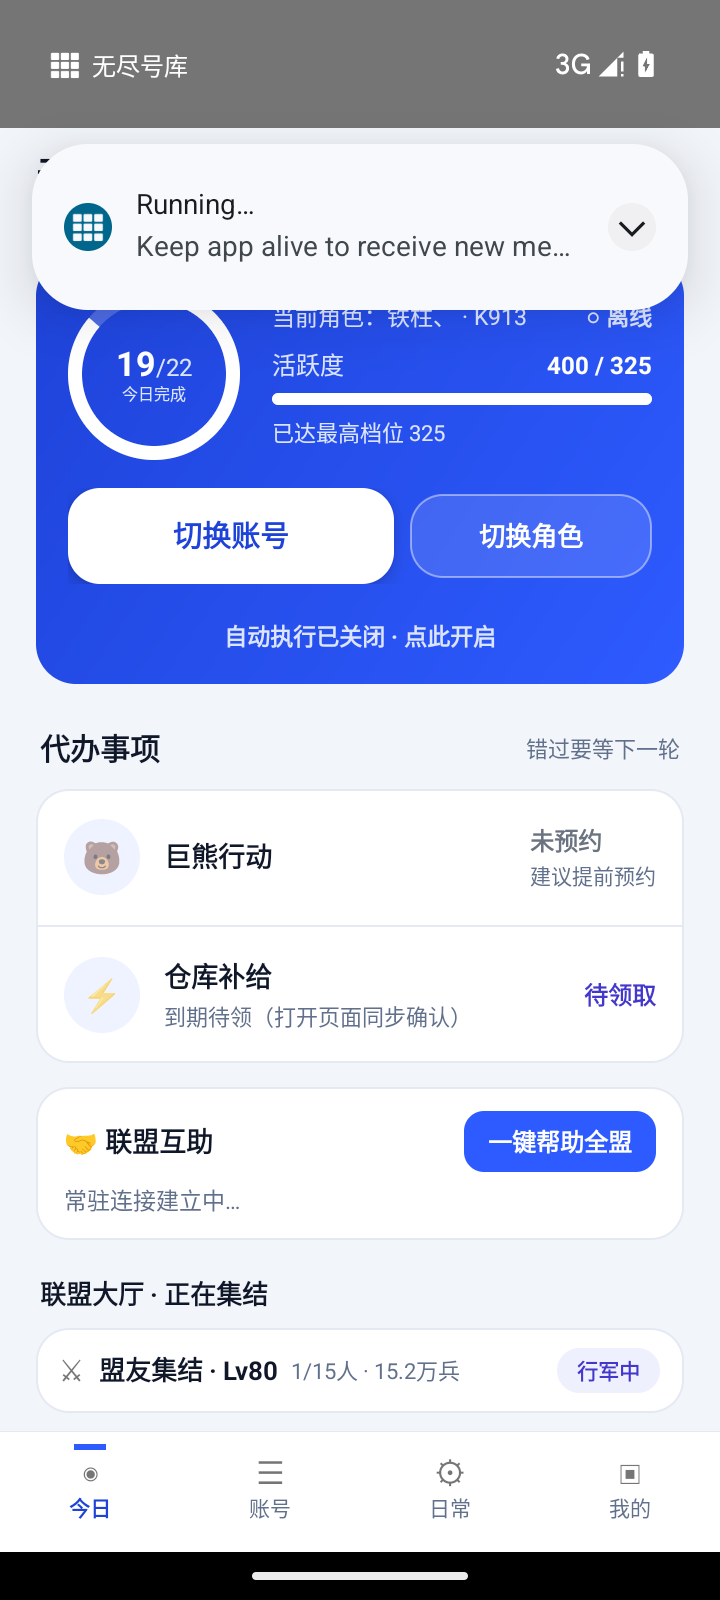 无尽号库
3G
Running...
Keep app alive to receive new me...
当前角色：铁柱、 · K913
离线
19/22
今日完成
活跃度
400 / 325
已达最高档位 325
切换账号
切换角色
自动执行已关闭 · 点此开启
代办事项
错过要等下一轮
巨熊行动
未预约
建议提前预约
仓库补给
到期待领（打开页面同步确认）
待领取
联盟互助
一键帮助全盟
常驻连接建立中...
联盟大厅 · 正在集结
盟友集结 · Lv80
1/15人 · 15.2万兵
行军中
今日
账号
日常
我的